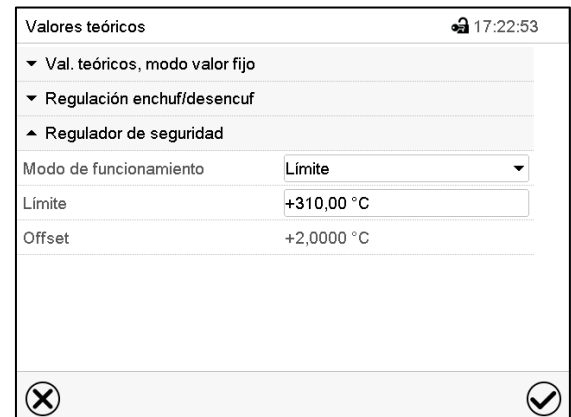 Valores teóricos 17:22:53
Val. teóricos, modo valor fijo
Regulación enchuf/desencuf
Regulador de seguridad
Modo de funcionamiento Límite
Límite +310,00 °C
Offset +2,0000 °C